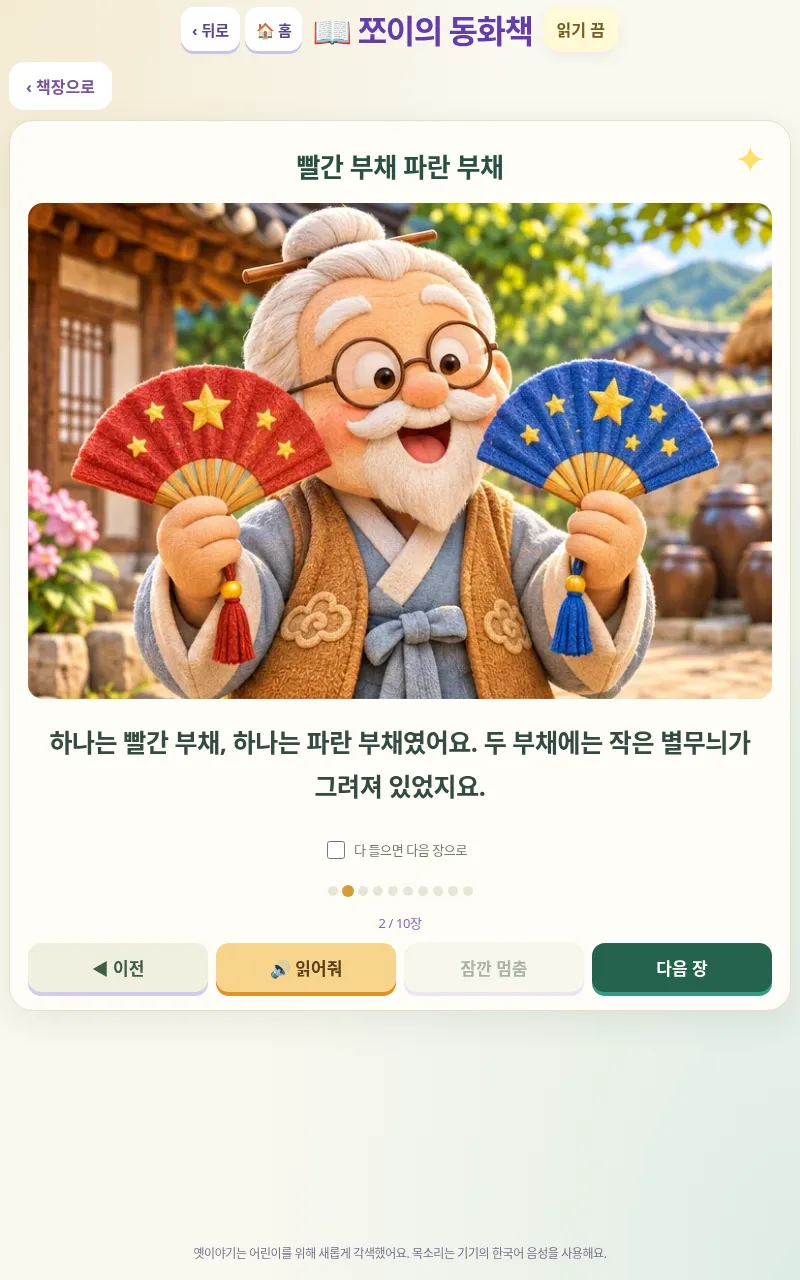 ‹ 뒤로
🏠 홈
📖 쪼이의 동화책
읽기 끝
‹ 책장으로
빨간 부채 파란 부채
하나는 빨간 부채, 하나는 파란 부채였어요. 두 부채에는 작은 별무늬가
그려져 있었지요.
다 들으면 다음 장으로
2 / 10장
◀ 이전
🔊 읽어줘
잠깐 멈춤
다음 장
옛이야기는 어린이를 위해 새롭게 각색했어요. 목소리는 기기의 한국어 음성을 사용해요.